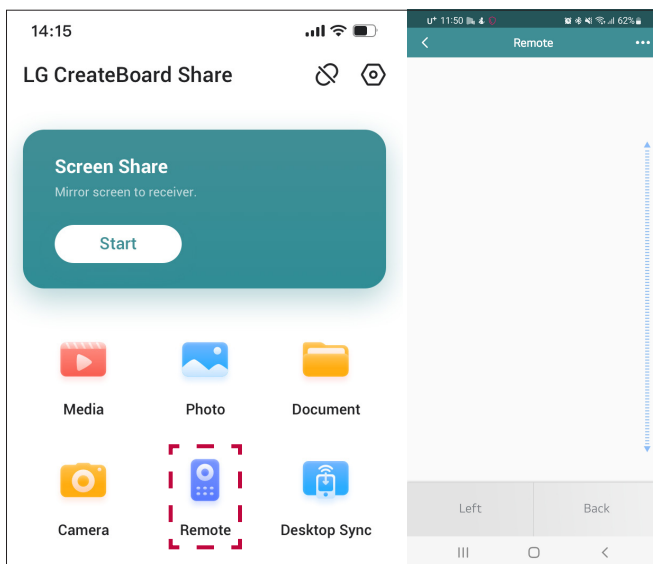 14:15
LG CreateBoard Share
Screen Share
Mirror screen to receiver.
Start
Media Photo Document
Camera Remote Desktop Sync
U+ 11:50 62%
Remote
Left Back